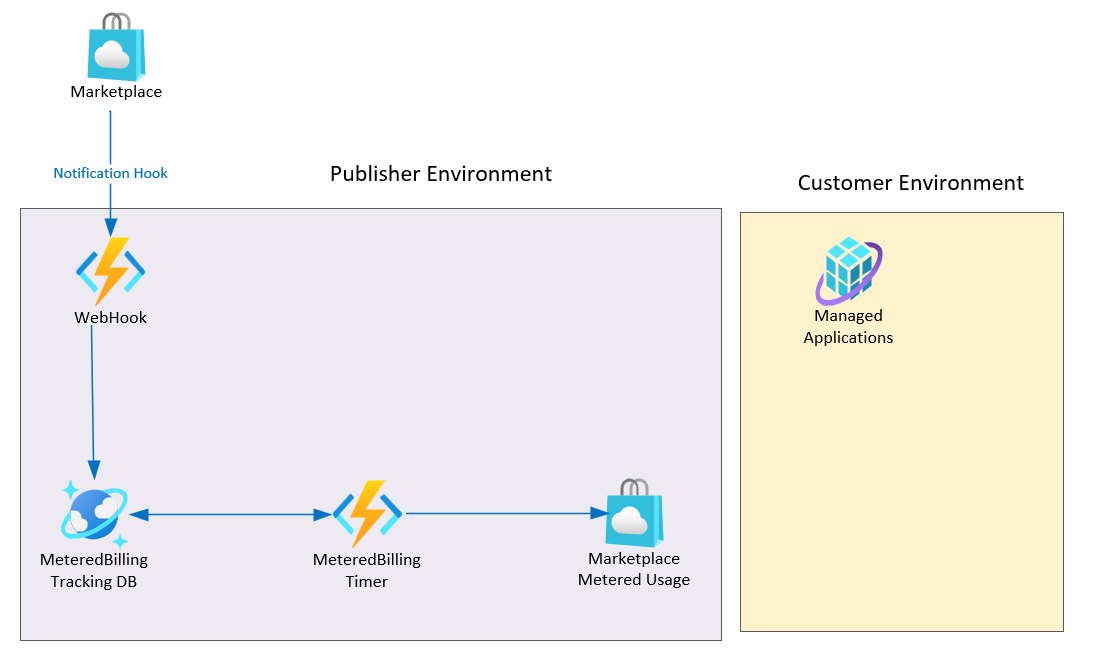 Marketplace
Notification Hook
Publisher Environment
Customer Environment
WebHook
Managed
Applications
MeteredBilling
Tracking DB
MeteredBilling
Timer
Marketplace
Metered Usage